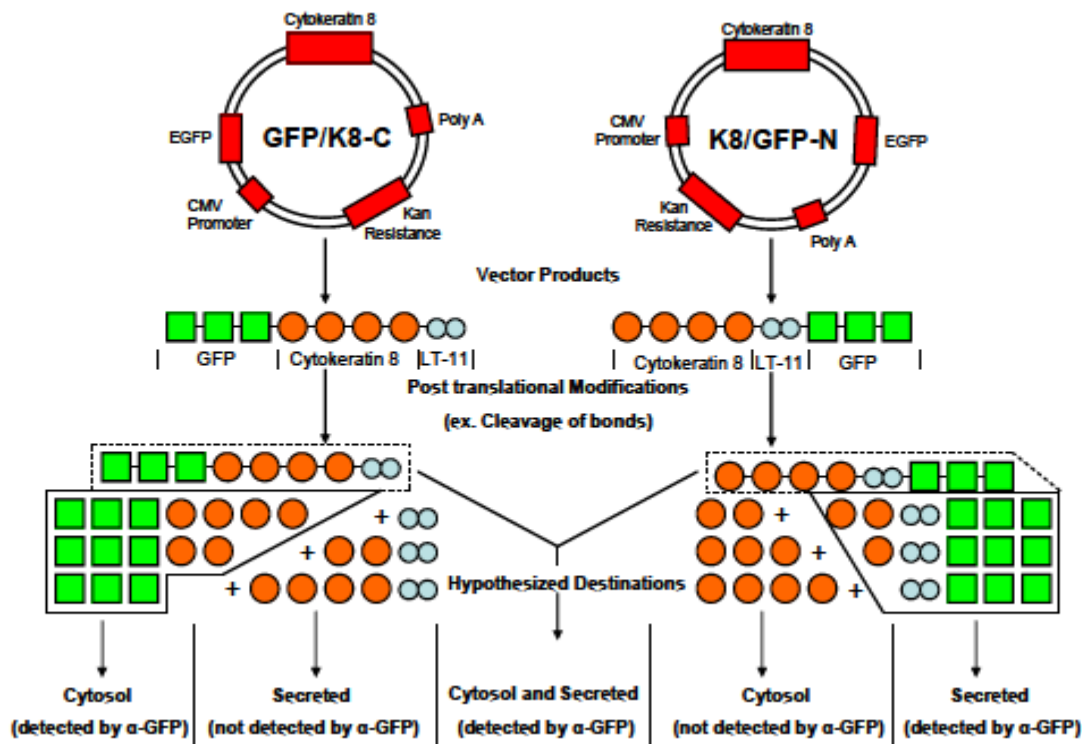 Cytokeratin 8
Cytokeratin 8
EGFP
GFP/K8-C
Poly A
CMV
Promoter
Kan
Resistance
CMV
Promoter
K8/GFP-N
EGFP
Kan
Resistance
Poly A
Vector Products
GFP
Cytokeratin 8
LT-11
Cytokeratin 8
LT-11
GFP
Post translational Modifications
(ex. Cleavage of bonds)
+
+
+
+
+
+
Hypothesized Destinations
Cytosol
(detected by α-GFP)
Secreted
(not detected by α-GFP)
Cytosol and Secreted
(detected by α-GFP)
Cytosol
(not detected by α-GFP)
Secreted
(detected by α-GFP)